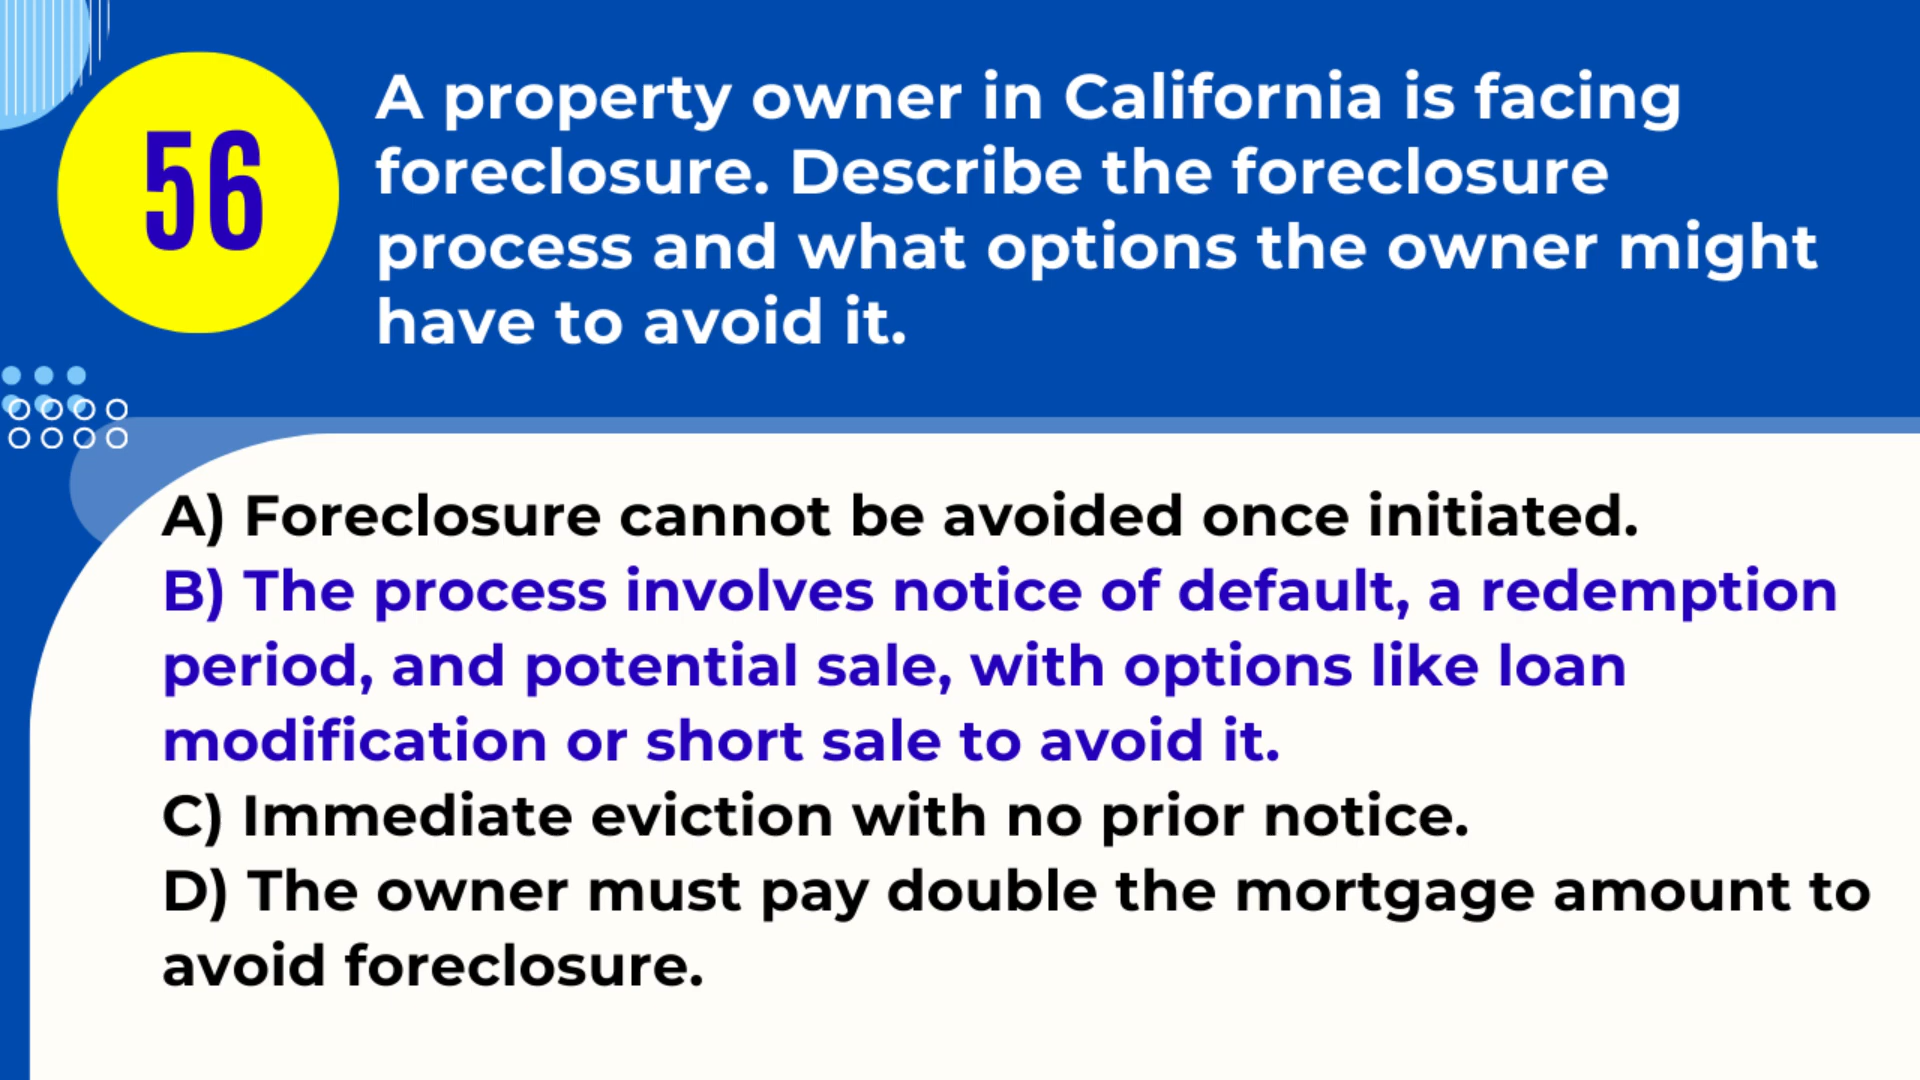 56
A property owner in California is facing
foreclosure. Describe the foreclosure
process and what options the owner might
have to avoid it.
A) Foreclosure cannot be avoided once initiated.
B) The process involves notice of default, a redemption
period, and potential sale, with options like loan
modification or short sale to avoid it.
C) Immediate eviction with no prior notice.
D) The owner must pay double the mortgage amount to
avoid foreclosure.